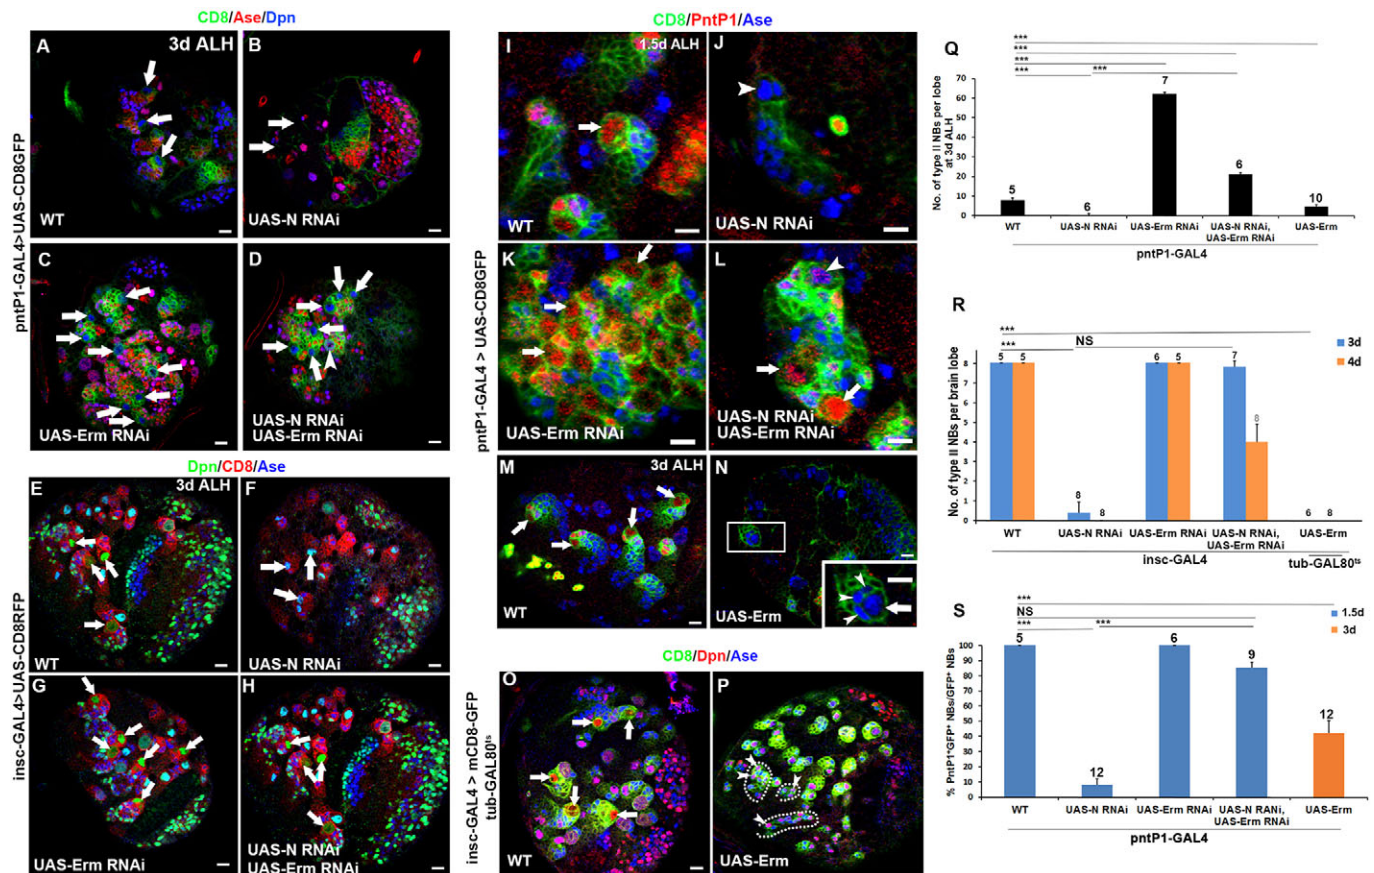 CD8/Ase/Dpn
pntP1-GAL4>UAS-CD8GFP
A
3d ALH
WT
B
UAS-N RNAi
C
UAS-Erm RNAi
D
UAS-N RNAi
UAS-Erm RNAi
Dpn/CD8/Ase
insc-GAL4>UAS-CD8RFP
E
3d ALH
WT
F
UAS-N RNAi
G
UAS-Erm RNAi
H
UAS-N RNAi
UAS-Erm RNAi
CD8/PntP1/Ase
pntP1-GAL4 > UAS-CD8GFP
I
1.5d ALH
WT
J
UAS-N RNAi
K
UAS-Erm RNAi
L
UAS-N RNAi
UAS-Erm RNAi
M
3d ALH
WT
N
UAS-Erm
CD8/Dpn/Ase
insc-GAL4 > mCD8-GFP
tub-GAL80ts
O
WT
P
UAS-Erm
Q
No. of type II NBs per lobe
at 3d ALH
70
60
50
40
30
20
10
0
***
***
***
*** ***
5
6
7
6
10
WT
UAS-N RNAi
UAS-Erm RNAi
UAS-N RNAi,
UAS-Erm RNAi
UAS-Erm
pntP1-GAL4
R
No. of type II NBs per brain lobe
8
7
6
5
4
3
2
1
0
***
*** NS
3d
4d
5 5
8 8
6 5
7 8
6 8
WT
UAS-N RNAi
UAS-Erm RNAi
UAS-N RNAi,
UAS-Erm RNAi
UAS-Erm
insc-GAL4
tub-GAL80ts
S
% PntP1+GFP+ NBs/GFP+ NBs
100
90
80
70
60
50
40
30
20
10
0
***
NS
*** ***
1.5d
3d
5
12
6
9
12
WT
UAS-N RNAi
UAS-Erm RNAi
UAS-N RANi,
UAS-Erm RNAi
UAS-Erm
pntP1-GAL4